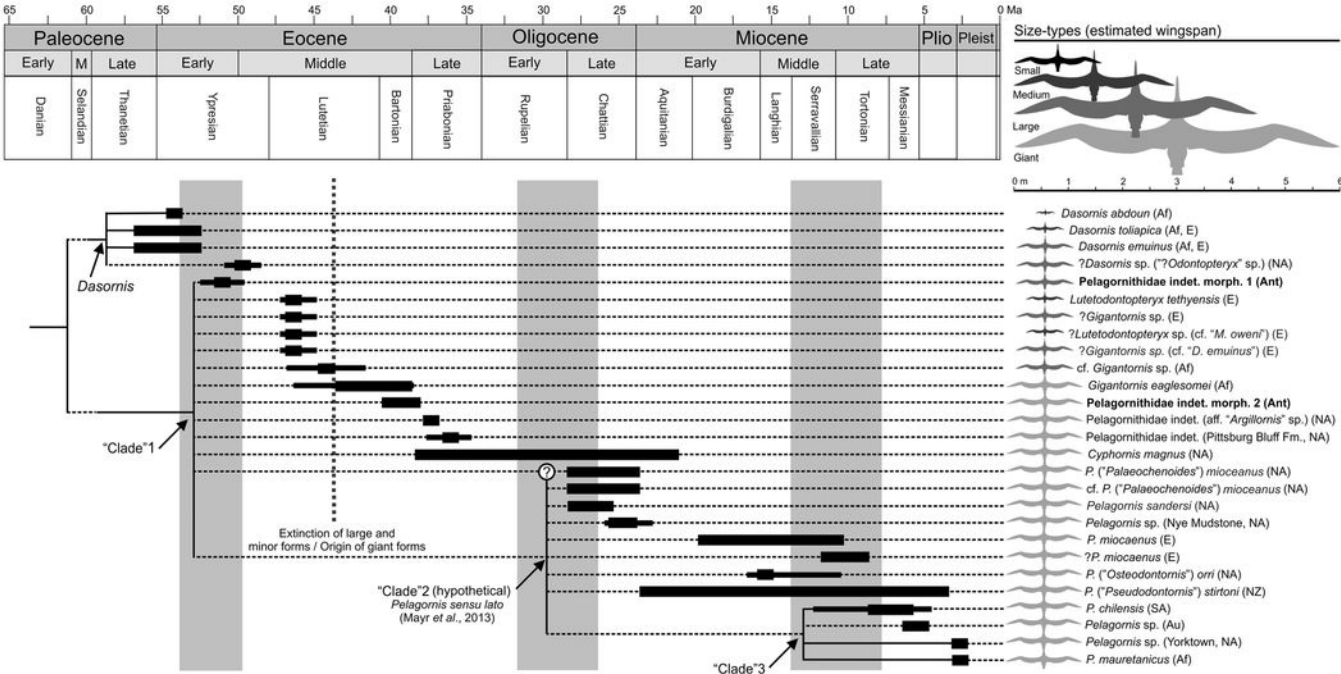 65 60 55 50 45 40 35 30 25 20 15 10 5 0 Ma
Paleocene Eocene Oligocene Miocene Plio Pleist
Early M Late Early Middle Late Early Late Early Middle Late
Danian Selandian Thanetian Ypresian Lutetian Bartonian Priabonian Rupelian Chattian Aquitanian Burdigalian Langhian Serravallian Tortonian Messinianian
Size-types (estimated wingspan)
Small
Medium
Large
Giant
0 m 1 2 3 4 5 6
Dasornis abdoun (Af)
Dasornis toliapica (Af, E)
Dasornis emuinus (Af, E)
?Dasornis sp. ("?Odontopteryx" sp.) (NA)
Pelagornithidae indet. morph. 1 (Ant)
Lutetodontopteryx tethyensis (E)
?Gigantornis sp. (E)
?Lutetodontopteryx sp. (cf. "M. oweni") (E)
?Gigantornis sp. (cf. "D. emuinus") (E)
cf. Gigantornis sp. (Af)
Gigantornis eaglesomei (Af)
Pelagornithidae indet. morph. 2 (Ant)
Pelagornithidae indet. (aff. "Argillornis" sp.) (NA)
Pelagornithidae indet. (Pittsburg Bluff Fm., NA)
Cyphornis magnus (NA)
P. ("Palaeochenoides") mioceanus (NA)
cf. P. ("Palaeochenoides") mioceanus (NA)
Pelagornis sandersi (NA)
Pelagornis sp. (Nye Mudstone, NA)
P. miocaenus (E)
?P. miocaenus (E)
P. ("Osteodontornis") orri (NA)
P. ("Pseudodontornis") stirtoni (NZ)
P. chilensis (SA)
Pelagornis sp. (Au)
Pelagornis sp. (Yorktown, NA)
P. mauretanicus (Af)
Dasornis
"Clade"1
?
Extinction of large and
minor forms / Origin of giant forms
"Clade"2 (hypothetical)
Pelagornis sensu lato
(Mayr et al., 2013)
"Clade"3